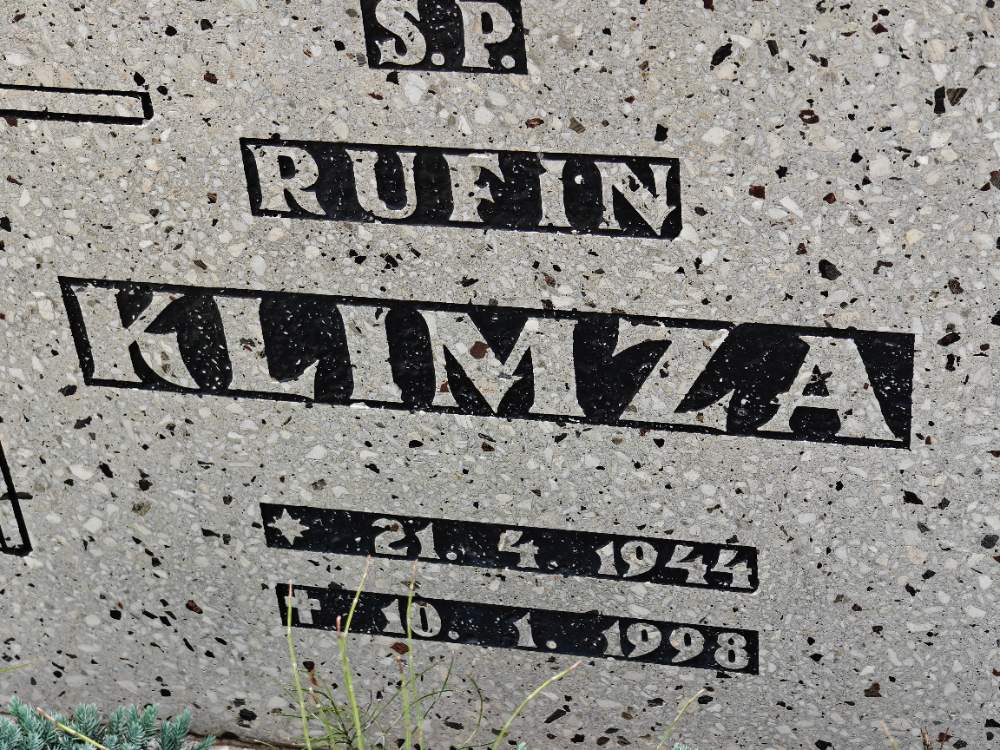 S.P.
RUFIN
KLIMZA
* 21. 4. 1944
† 10. 1. 1998